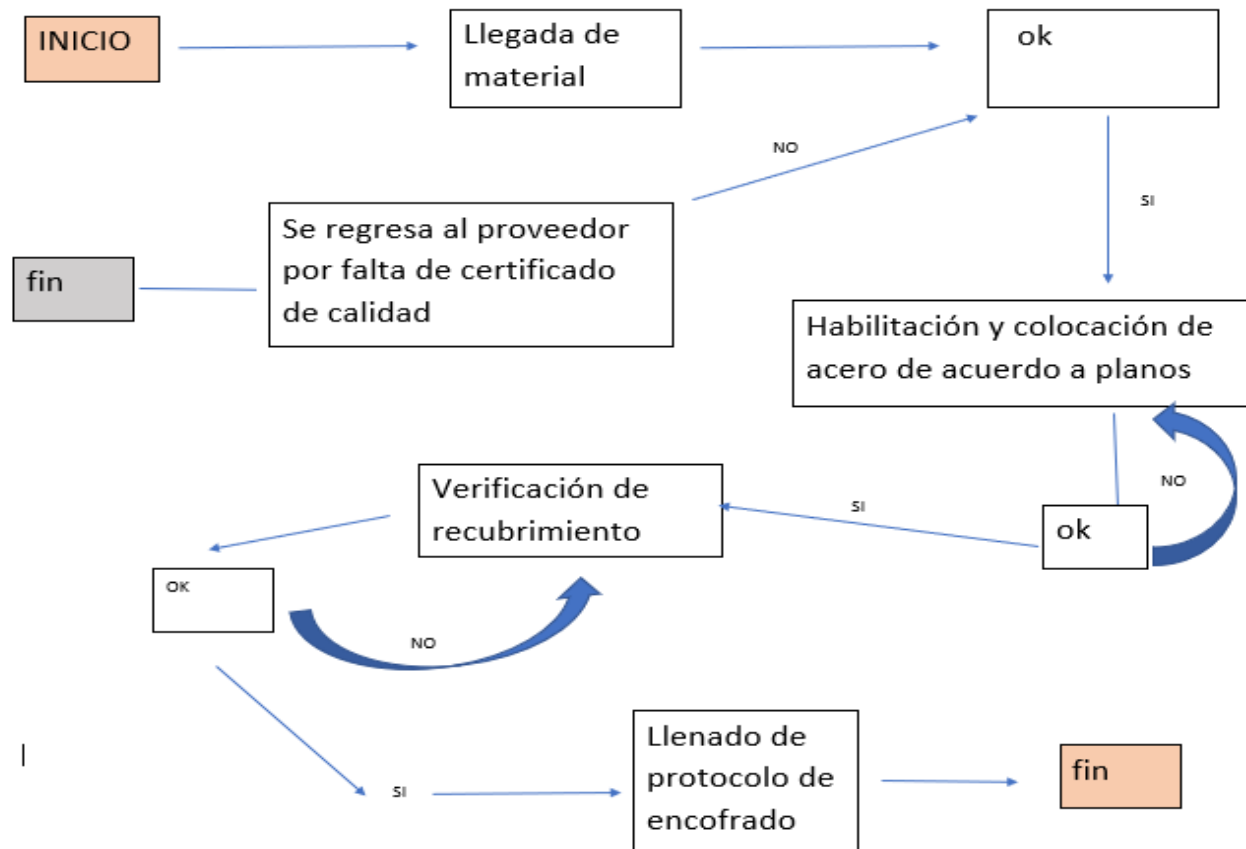 INICIO
Llegada de
material
ok
NO
SI
Se regresa al proveedor
por falta de certificado
de calidad
fin
Habilitación y colocación de
acero de acuerdo a planos
NO
ok
SI
Verificación de
recubrimiento
OK
NO
SI
Llenado de
protocolo de
encofrado
fin